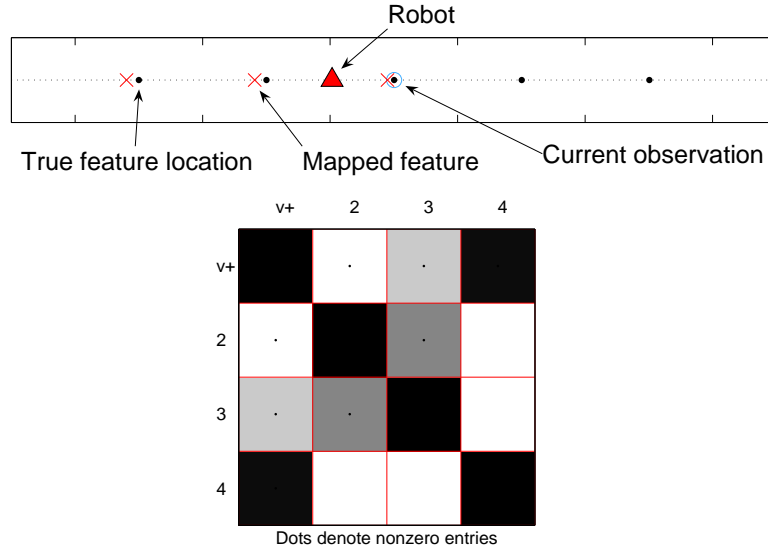 Robot
True feature location
Mapped feature
Current observation
v+ 2 3 4
v+
2
3
4
Dots denote nonzero entries